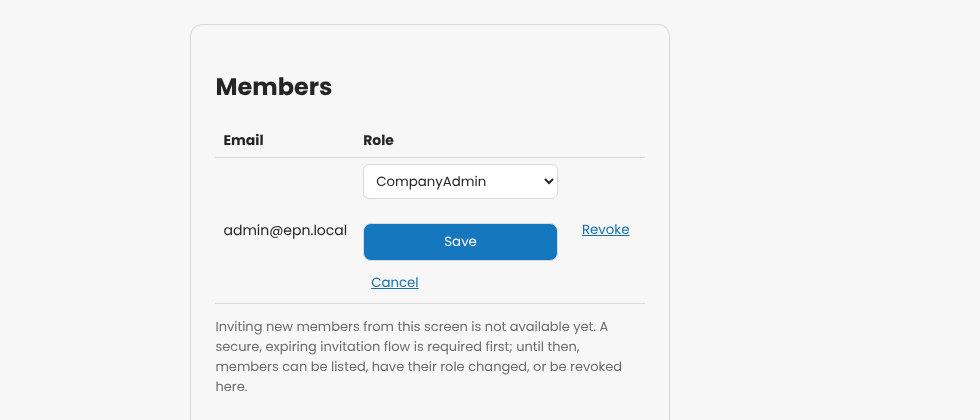 Members
Email Role
CompanyAdmin
admin@epn.local Save Revoke
Cancel
Inviting new members from this screen is not available yet. A
secure, expiring invitation flow is required first; until then,
members can be listed, have their role changed, or be revoked
here.